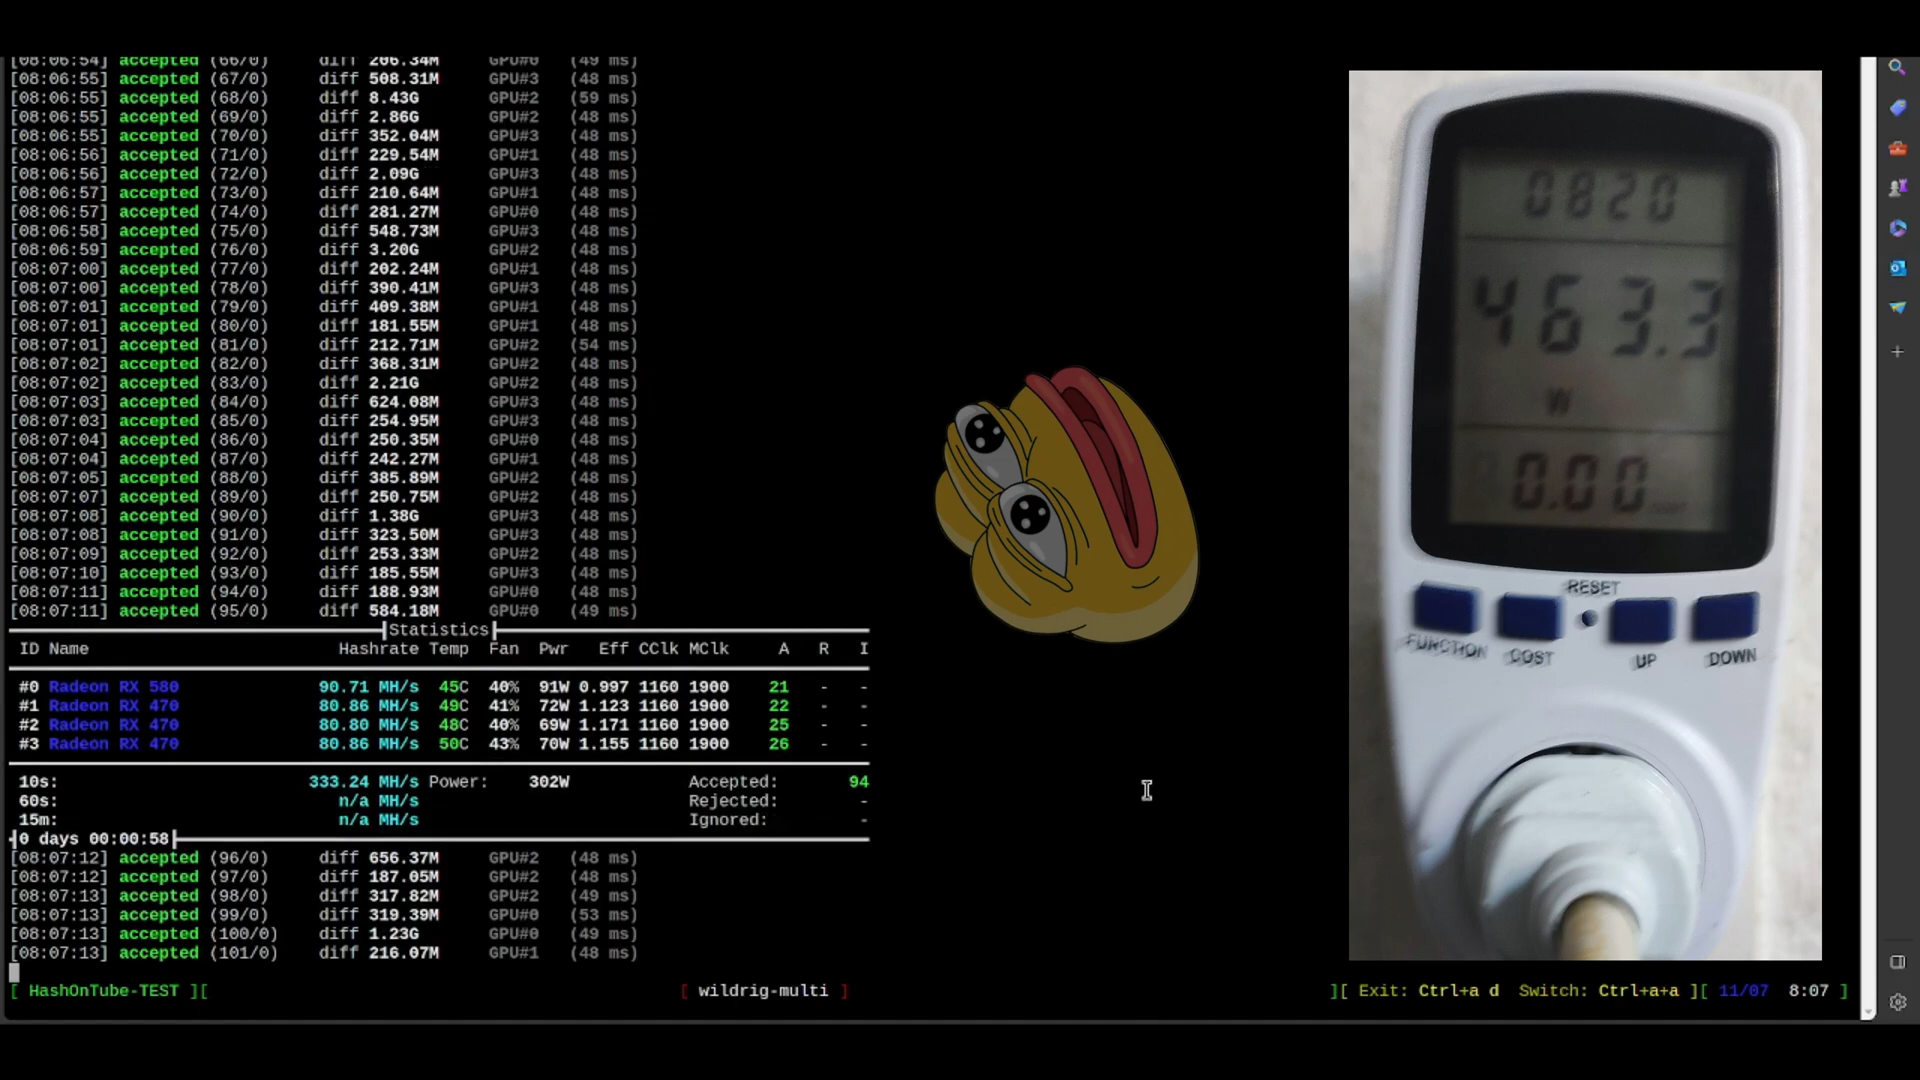 [08:06:54] accepted (66/0) diff 206.34M GPU#0 (49 ms)
[08:06:55] accepted (67/0) diff 508.31M GPU#3 (48 ms)
[08:06:55] accepted (68/0) diff 8.43G GPU#2 (59 ms)
[08:06:55] accepted (69/0) diff 2.86G GPU#2 (48 ms)
[08:06:55] accepted (70/0) diff 352.04M GPU#3 (48 ms)
[08:06:56] accepted (71/0) diff 229.54M GPU#1 (48 ms)
[08:06:56] accepted (72/0) diff 2.09G GPU#3 (48 ms)
[08:06:57] accepted (73/0) diff 210.64M GPU#1 (48 ms)
[08:06:57] accepted (74/0) diff 281.27M GPU#0 (48 ms)
[08:06:58] accepted (75/0) diff 548.73M GPU#3 (48 ms)
[08:06:59] accepted (76/0) diff 3.20G GPU#2 (48 ms)
[08:07:00] accepted (77/0) diff 202.24M GPU#1 (48 ms)
[08:07:00] accepted (78/0) diff 390.41M GPU#3 (48 ms)
[08:07:01] accepted (79/0) diff 409.38M GPU#1 (48 ms)
[08:07:01] accepted (80/0) diff 181.55M GPU#1 (48 ms)
[08:07:01] accepted (81/0) diff 212.71M GPU#2 (54 ms)
[08:07:02] accepted (82/0) diff 368.31M GPU#2 (48 ms)
[08:07:02] accepted (83/0) diff 2.21G GPU#2 (48 ms)
[08:07:03] accepted (84/0) diff 624.08M GPU#3 (48 ms)
[08:07:03] accepted (85/0) diff 254.95M GPU#3 (48 ms)
[08:07:04] accepted (86/0) diff 250.35M GPU#0 (48 ms)
[08:07:04] accepted (87/0) diff 242.27M GPU#1 (48 ms)
[08:07:05] accepted (88/0) diff 385.89M GPU#2 (48 ms)
[08:07:07] accepted (89/0) diff 250.75M GPU#2 (48 ms)
[08:07:08] accepted (90/0) diff 1.38G GPU#3 (48 ms)
[08:07:08] accepted (91/0) diff 323.50M GPU#3 (48 ms)
[08:07:09] accepted (92/0) diff 253.33M GPU#2 (48 ms)
[08:07:10] accepted (93/0) diff 185.55M GPU#3 (48 ms)
[08:07:11] accepted (94/0) diff 188.93M GPU#0 (48 ms)
[08:07:11] accepted (95/0) diff 584.18M GPU#0 (49 ms)
Statistics
ID Name Hashrate Temp Fan Pwr Eff CClk MClk A R I
#0 Radeon RX 580 90.71 MH/s 45C 40% 91W 0.997 1160 1900 21 - -
#1 Radeon RX 470 80.86 MH/s 49C 41% 72W 1.123 1160 1900 22 - -
#2 Radeon RX 470 80.80 MH/s 48C 40% 69W 1.171 1160 1900 25 - -
#3 Radeon RX 470 80.86 MH/s 50C 43% 70W 1.155 1160 1900 26 - -
10s: 333.24 MH/s Power: 302W Accepted: 94
60s: n/a MH/s Rejected: -
15m: n/a MH/s Ignored: -
0 days 00:00:58
[08:07:12] accepted (96/0) diff 656.37M GPU#2 (48 ms)
[08:07:12] accepted (97/0) diff 187.05M GPU#2 (48 ms)
[08:07:13] accepted (98/0) diff 317.82M GPU#2 (49 ms)
[08:07:13] accepted (99/0) diff 319.39M GPU#0 (53 ms)
[08:07:13] accepted (100/0) diff 1.23G GPU#0 (49 ms)
[08:07:13] accepted (101/0) diff 216.07M GPU#1 (48 ms)
[ HashOnTube-TEST ][ [ wildrig-multi ] ][ Exit: Ctrl+a d Switch: Ctrl+a+a ][ 11/07 8:07 ]
0820
463.3
W
0.00
RESET
FUNCTION COST UP DOWN